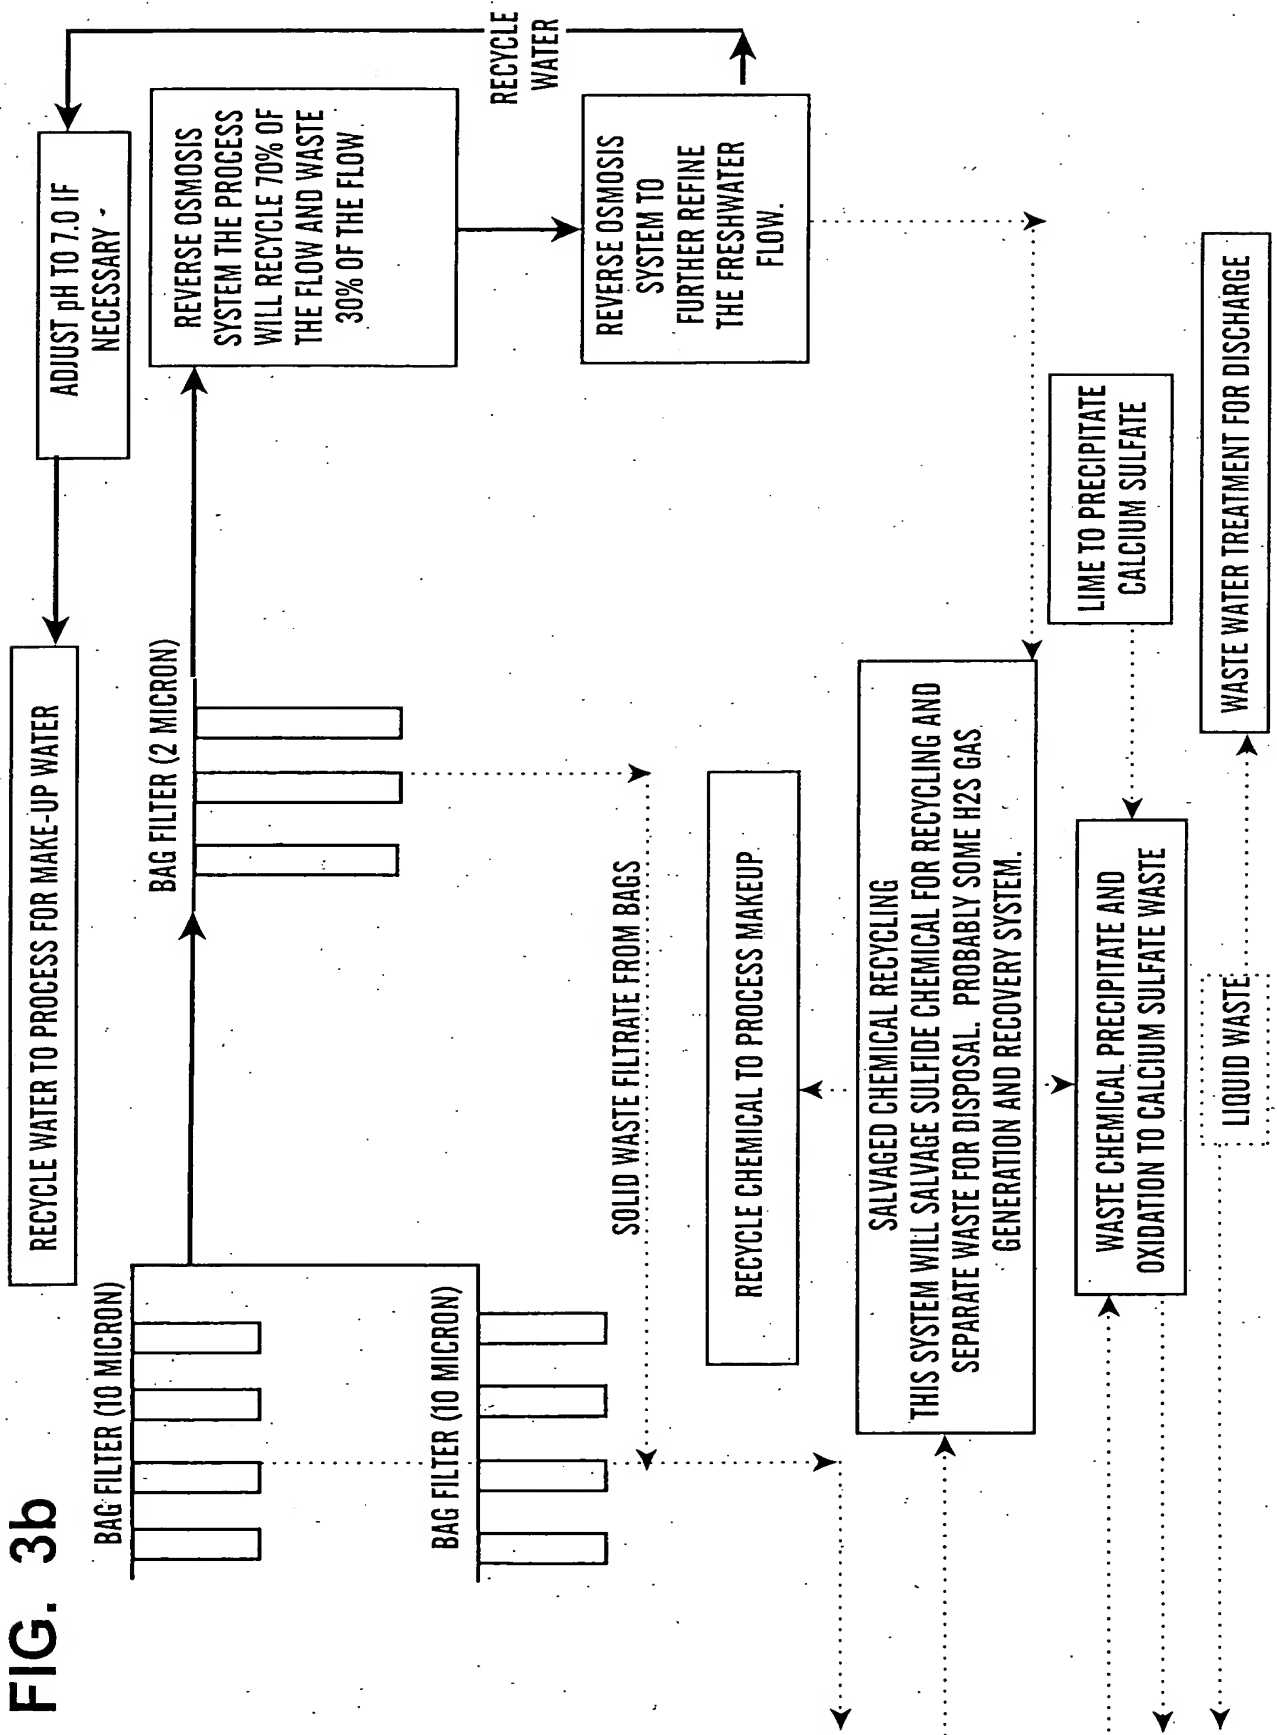 FIG. 3b
RECYCLE WATER TO PROCESS FOR MAKE-UP WATER
ADJUST pH TO 7.0 IF
NECESSARY -
BAG FILTER (10 MICRON)
BAG FILTER (2 MICRON)
REVERSE OSMOSIS
SYSTEM THE PROCESS
WILL RECYCLE 70% OF
THE FLOW AND WASTE
30% OF THE FLOW.
RECYCLE
WATER
BAG FILTER (10 MICRON)
REVERSE OSMOSIS
SYSTEM TO
FURTHER REFINE
THE FRESHWATER
FLOW.
SOLID WASTE FILTRATE FROM BAGS
RECYCLE CHEMICAL TO PROCESS MAKEUP
SALVAGED CHEMICAL RECYCLING
THIS SYSTEM WILL SALVAGE SULFIDE CHEMICAL FOR RECYCLING AND
SEPARATE WASTE FOR DISPOSAL. PROBABLY SOME H2S GAS
GENERATION AND RECOVERY SYSTEM.
LIME TO PRECIPITATE
CALCIUM SULFATE
WASTE CHEMICAL PRECIPITATE AND
OXIDATION TO CALCIUM SULFATE WASTE
LIQUID WASTE
WASTE WATER TREATMENT FOR DISCHARGE